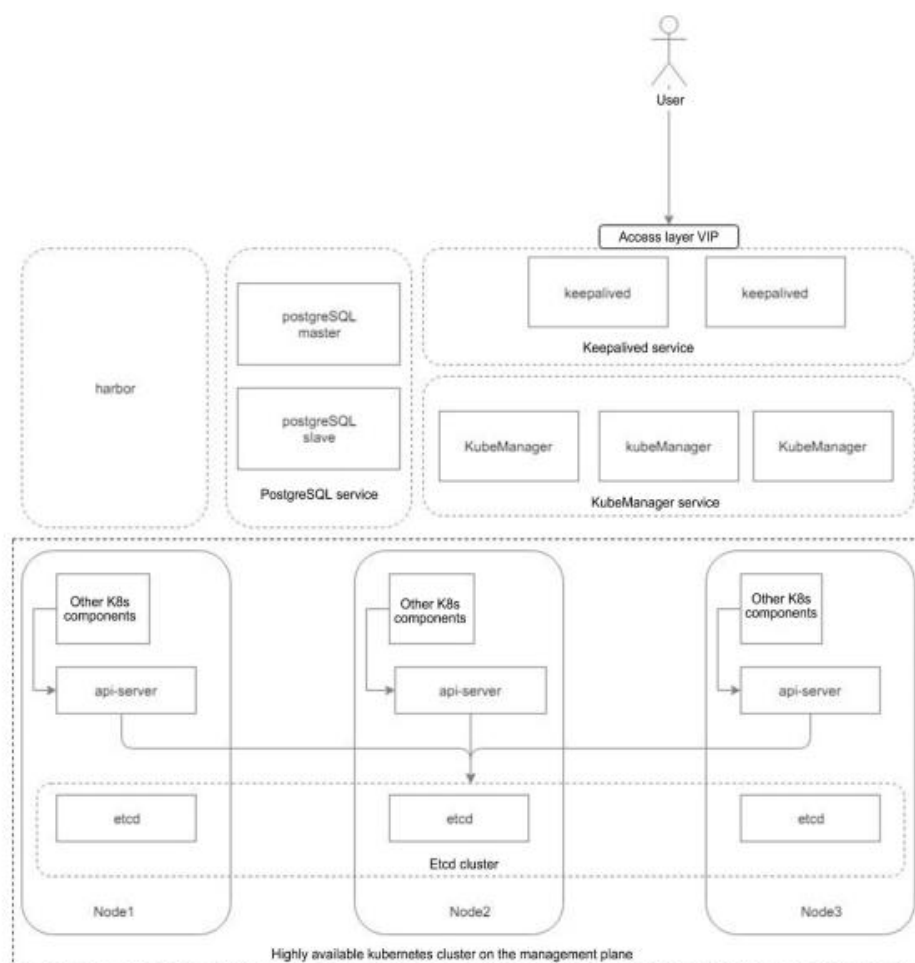 User
Access layer VIP
keepalived
keepalived
Keepalived service
harbor
postgreSQL
master
postgreSQL
slave
PostgreSQL service
KubeManager
kubeManager
KubeManager
KubeManager service
Other K8s
components
Other K8s
components
Other K8s
components
api-server
api-server
api-server
etcd
etcd
etcd
Etcd cluster
Node1
Node2
Node3
Highly available kubernetes cluster on the management plane